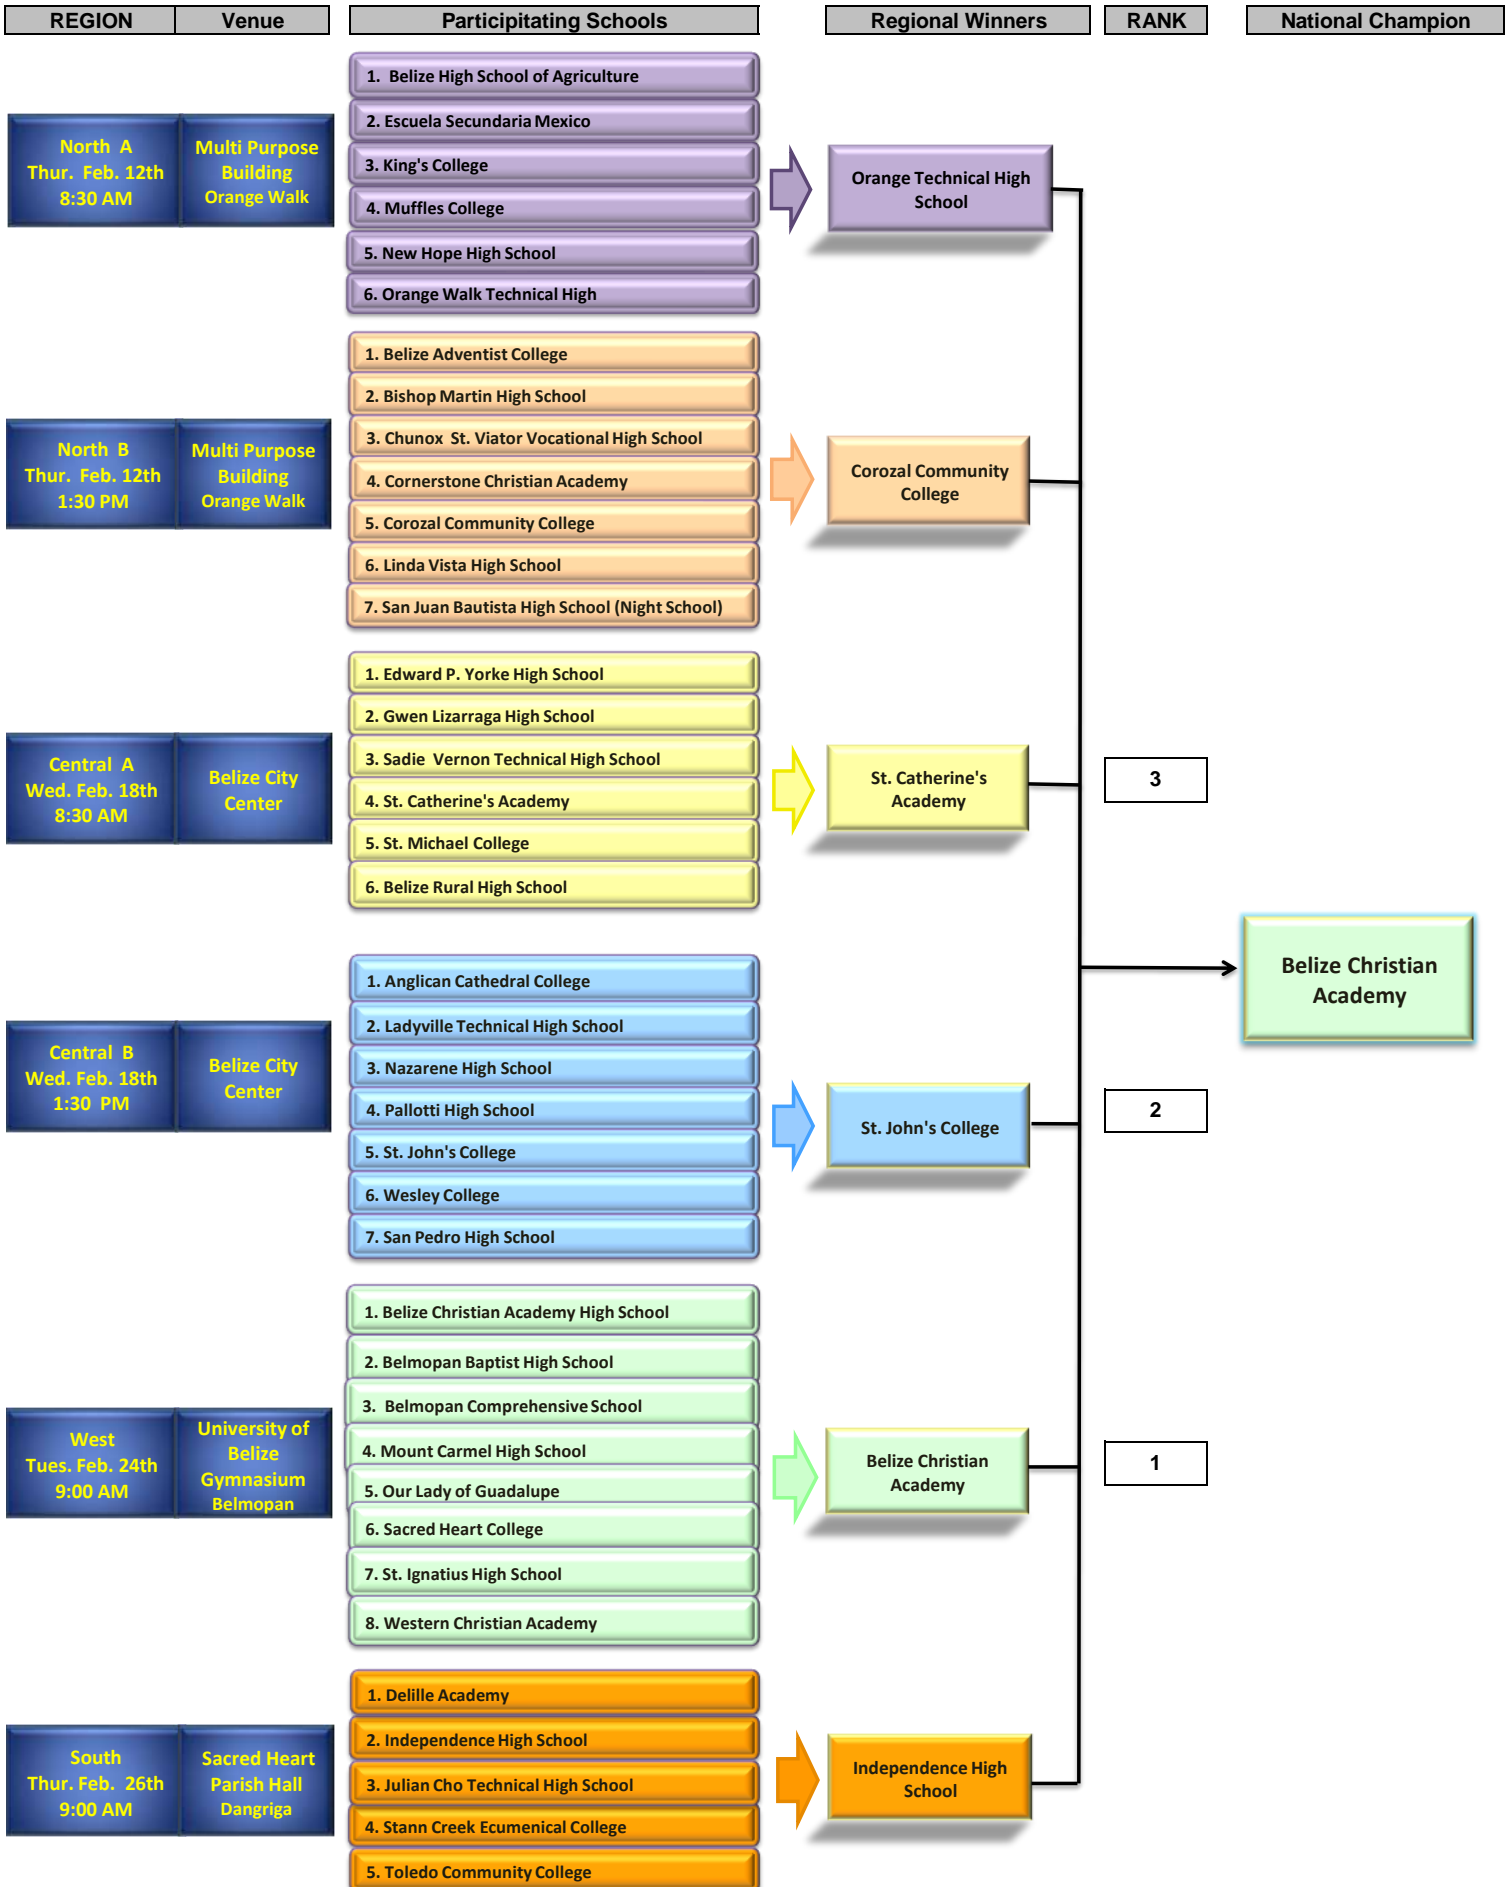 REGION
Venue
Participitating Schools
Regional Winners
RANK
National Champion
North A
Thur. Feb. 12th
8:30 AM
Multi Purpose
Building
Orange Walk
1. Belize High School of Agriculture
2. Escuela Secundaria Mexico
3. King's College
4. Muffles College
5. New Hope High School
6. Orange Walk Technical High
Orange Technical High
School
North B
Thur. Feb. 12th
1:30 PM
Multi Purpose
Building
Orange Walk
1. Belize Adventist College
2. Bishop Martin High School
3. Chunox St. Viator Vocational High School
4. Cornerstone Christian Academy
5. Corozal Community College
6. Linda Vista High School
7. San Juan Bautista High School (Night School)
Corozal Community
College
Central A
Wed. Feb. 18th
8:30 AM
Belize City
Center
1. Edward P. Yorke High School
2. Gwen Lizarraga High School
3. Sadie Vernon Technical High School
4. St. Catherine's Academy
5. St. Michael College
6. Belize Rural High School
St. Catherine's
Academy
3
Belize Christian
Academy
Central B
Wed. Feb. 18th
1:30 PM
Belize City
Center
1. Anglican Cathedral College
2. Ladyville Technical High School
3. Nazarene High School
4. Pallotti High School
5. St. John's College
6. Wesley College
7. San Pedro High School
St. John's College
2
West
Tues. Feb. 24th
9:00 AM
University of
Belize
Gymnasium
Belmopan
1. Belize Christian Academy High School
2. Belmopan Baptist High School
3. Belmopan Comprehensive School
4. Mount Carmel High School
5. Our Lady of Guadalupe
6. Sacred Heart College
7. St. Ignatius High School
8. Western Christian Academy
Belize Christian
Academy
1
South
Thur. Feb. 26th
9:00 AM
Sacred Heart
Parish Hall
Dangriga
1. Delille Academy
2. Independence High School
3. Julian Cho Technical High School
4. Stann Creek Ecumenical College
5. Toledo Community College
Independence High
School